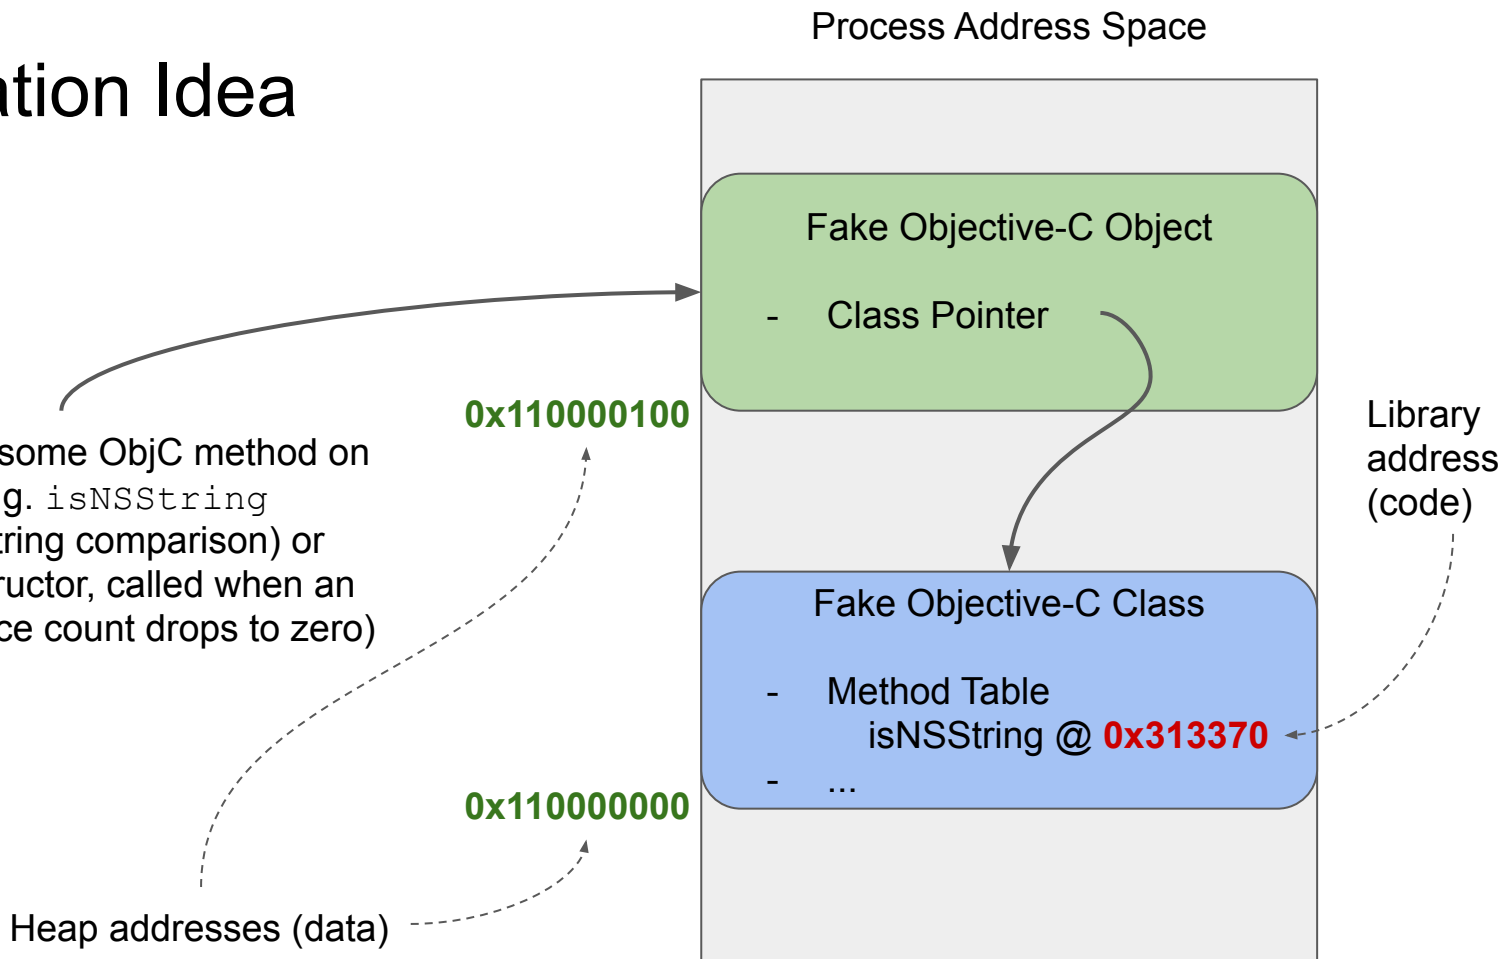 Process Address Space
ation Idea
Fake Objective-C Object
- Class Pointer
0x110000100
some ObjC method on
g. isNSString
tring comparison) or
ructor, called when an
ce count drops to zero)
Library
address
(code)
Fake Objective-C Class
- Method Table
isNSString @ 0x313370
- ...
0x110000000
Heap addresses (data)